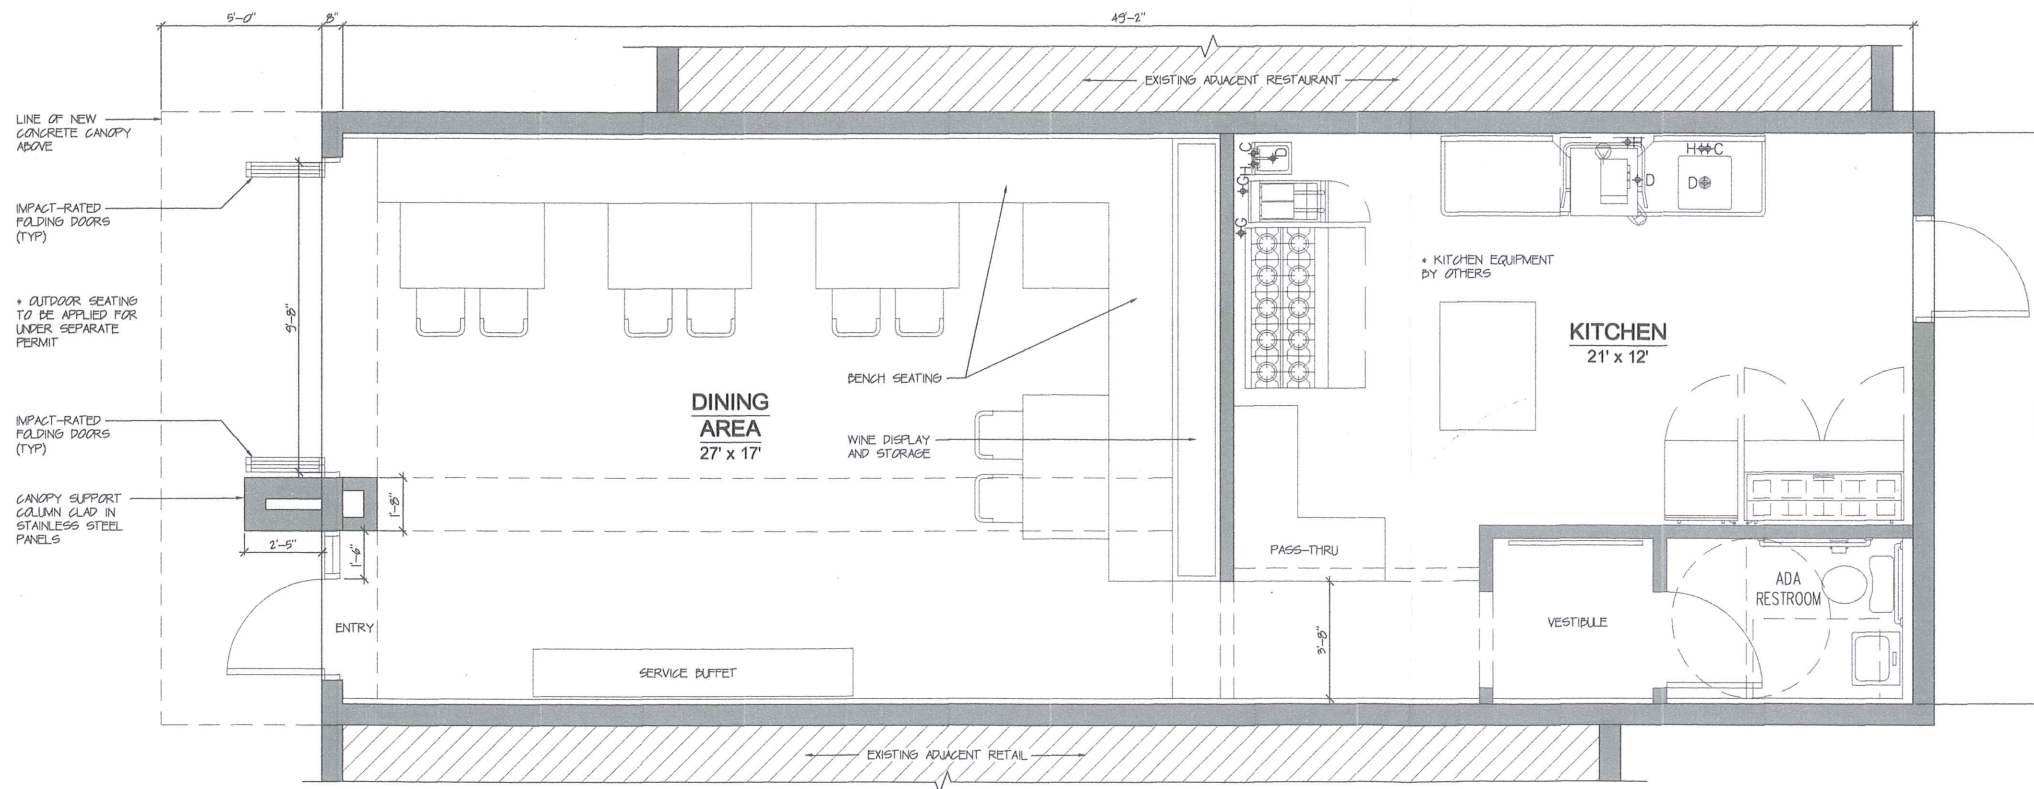 5'-0"
8"
49'-2"
EXISTING ADJACENT RESTAURANT
LINE OF NEW
CONCRETE CANOPY
ABOVE
IMPACT-RATED
FOLDING DOORS
(TYP)
* OUTDOOR SEATING
TO BE APPLIED FOR
UNDER SEPARATE
PERMIT
9'-8"
IMPACT-RATED
FOLDING DOORS
(TYP)
CANOPY SUPPORT
COLUMN CLAD IN
STAINLESS STEEL
PANELS
2'-5"
1'-8"
1'-6"
ENTRY
BENCH SEATING
DINING
AREA
27' x 17'
WINE DISPLAY
AND STORAGE
SERVICE BUFFET
H C
D
G
G
H
D
H C
D
* KITCHEN EQUIPMENT
BY OTHERS
KITCHEN
21' x 12'
PASS-THRU
3'-8"
VESTIBULE
ADA
RESTROOM
EXISTING ADJACENT RETAIL